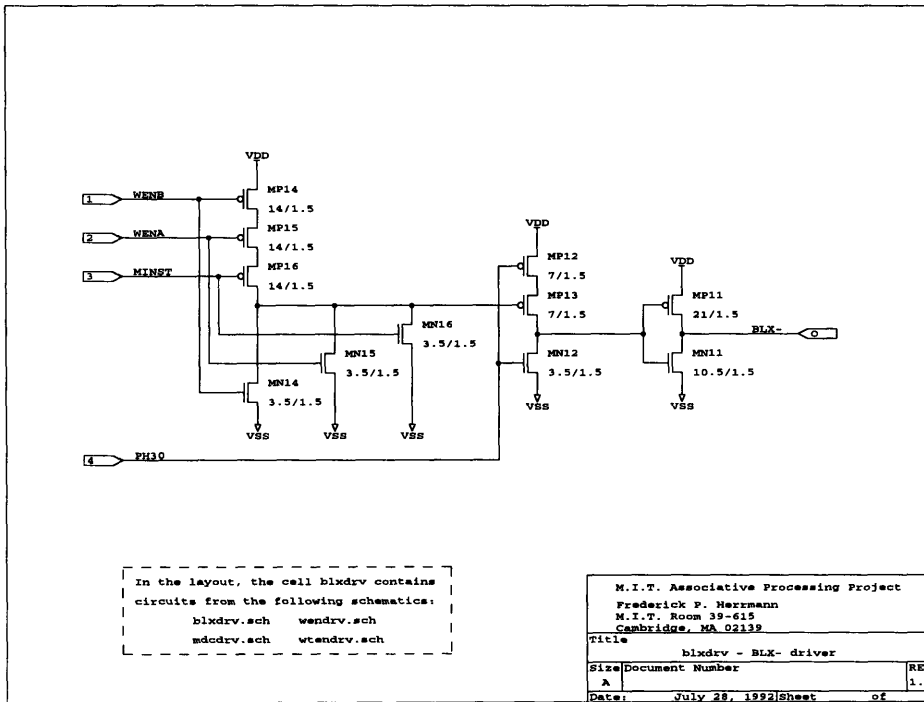 VDD
1 WENB
MP14
14/1.5
2 WENA
MP15
14/1.5
3 MINST
MP16
14/1.5
VDD
MP12
7/1.5
MP13
7/1.5
VDD
MP11
21/1.5
BLX-
O
MN16
3.5/1.5
MN15
3.5/1.5
MN14
3.5/1.5
MN12
3.5/1.5
MN11
10.5/1.5
VSS
VSS
VSS
VSS
VSS
4 PH30
In the layout, the cell blxdrv contains
circuits from the following schematics:
blxdrv.sch wendrv.sch
mdcdrv.sch wtendrv.sch
M.I.T. Associative Processing Project
Frederick P. Herrmann
M.I.T. Room 39-615
Cambridge, MA 02139
Title
blxdrv - BLX- driver
Size Document Number RE
A 1.
Date: July 28, 1992 Sheet of